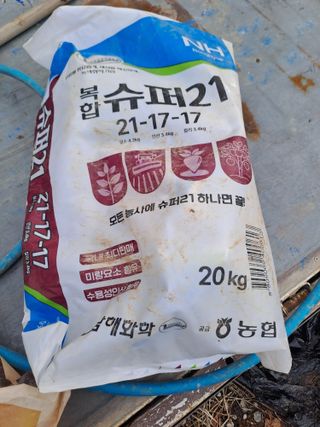 NH
복합
슈퍼21
21-17-17
모든 농사에 슈퍼21 하나면 끝!
미량요소 함유
20kg
남해화학
공급 농협
슈퍼21
21-17-17